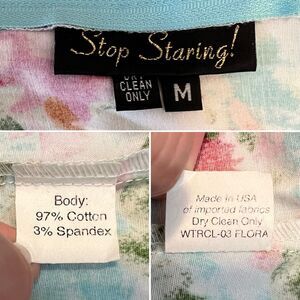 Stop Staring!
DRY
CLEAN
ONLY
M
Body:
97% Cotton
3% Spandex
Made in USA
of imported fabrics
Dry Clean Only
WTRCL-03 FLORA